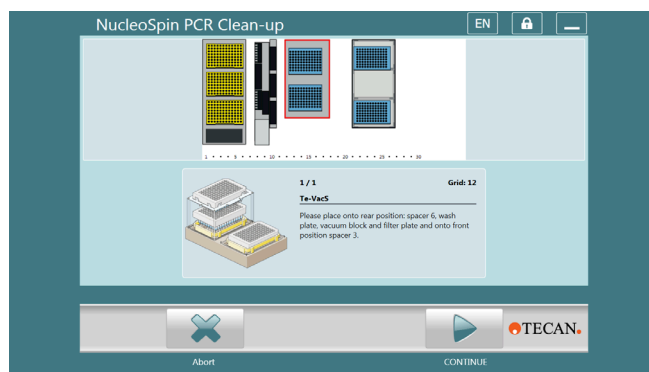 NucleoSpin PCR Clean-up
EN
1 • • • 5 • • • • 10 • • • • 15 • • • • 20 • • • • 25 • • • • 30
1 / 1 Grid: 12
Te-VacS
Please place onto rear position: spacer 6, wash
plate, vacuum block and filter plate and onto front
position spacer 3.
TECAN.
Abort CONTINUE